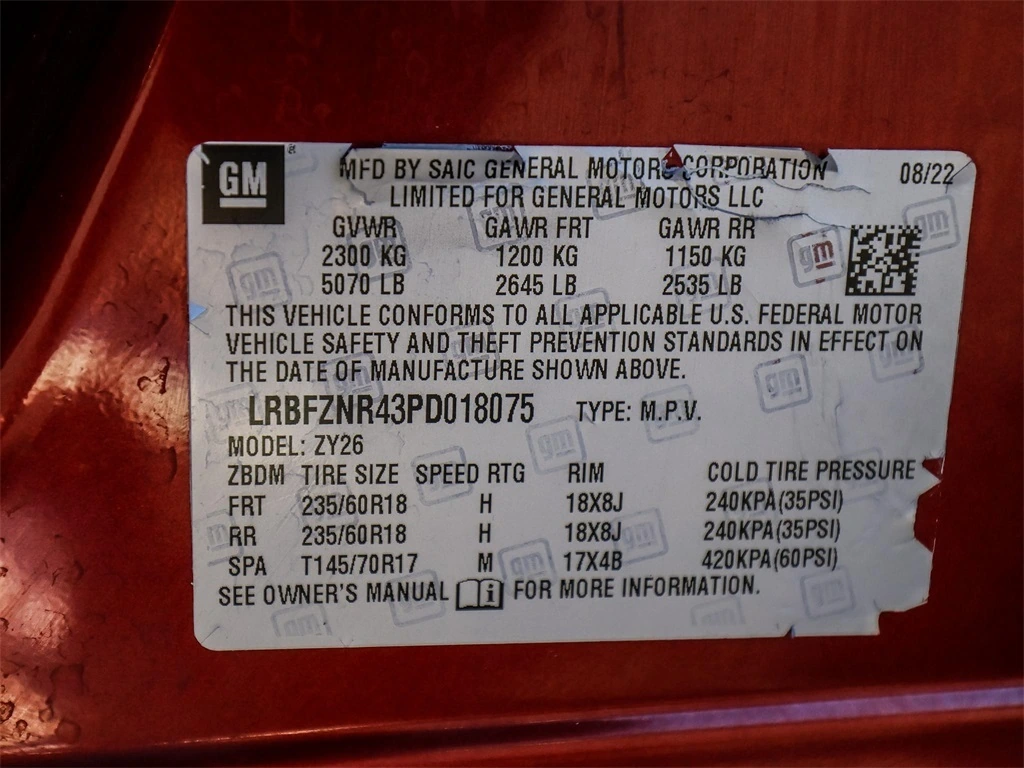 GM
MFD BY SAIC GENERAL MOTORS CORPORATION 08/22
LIMITED FOR GENERAL MOTORS LLC
GVWR GAWR FRT GAWR RR
2300 KG 1200 KG 1150 KG
5070 LB 2645 LB 2535 LB
gm
THIS VEHICLE CONFORMS TO ALL APPLICABLE U.S. FEDERAL MOTOR
VEHICLE SAFETY AND THEFT PREVENTION STANDARDS IN EFFECT ON
THE DATE OF MANUFACTURE SHOWN ABOVE.
LRBFZNR43PD018075 TYPE: M.P.V.
MODEL: ZY26
ZBDM TIRE SIZE SPEED RTG RIM COLD TIRE PRESSURE
FRT 235/60R18 H 18X8J 240KPA(35PSI)
RR 235/60R18 H 18X8J 240KPA(35PSI)
SPA T145/70R17 M 17X4B 420KPA(60PSI)
SEE OWNER'S MANUAL i FOR MORE INFORMATION.